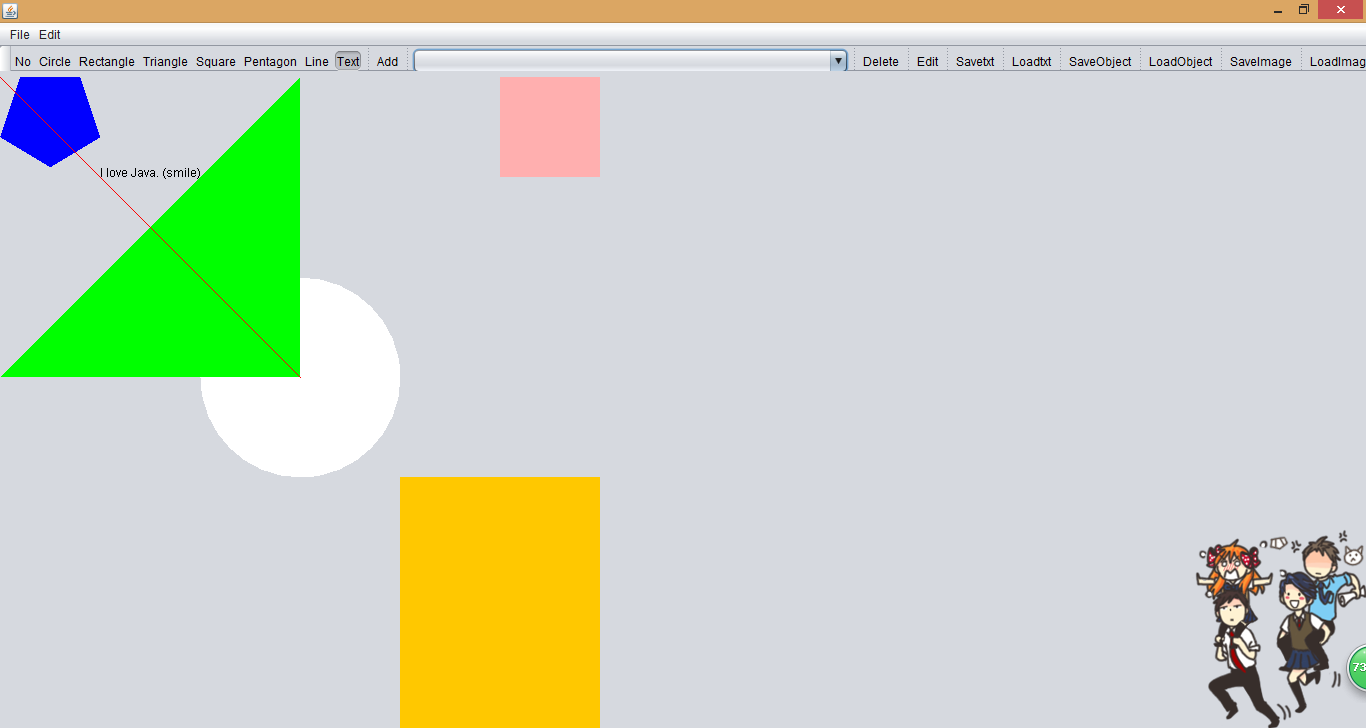 File Edit
No Circle Rectangle Triangle Square Pentagon Line Text Add Delete Edit Savetxt Loadtxt SaveObject LoadObject SaveImage LoadImag
I love Java. (smile)
73